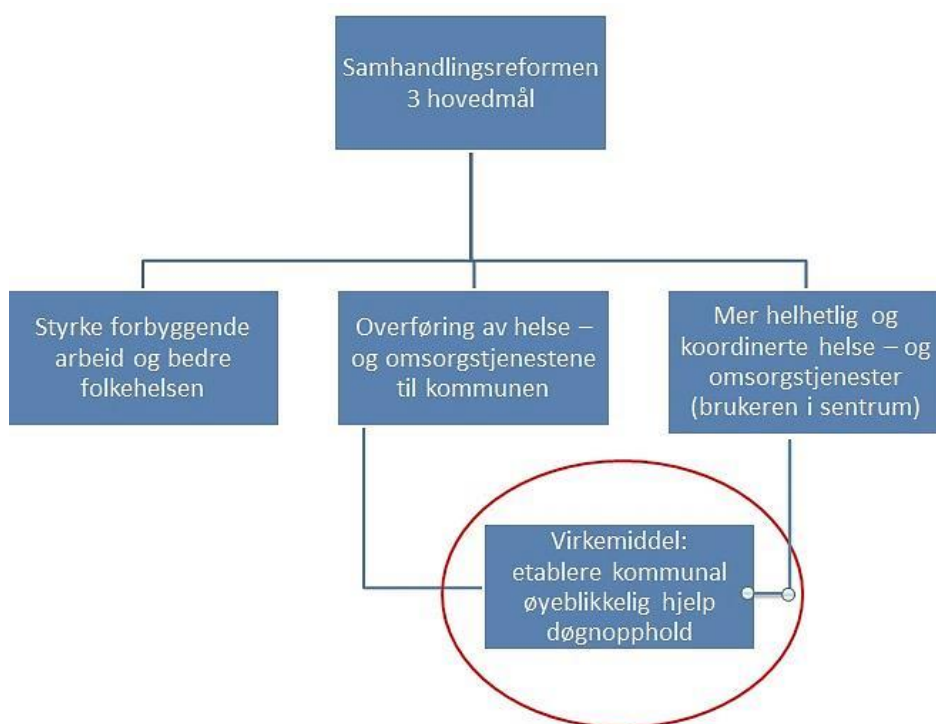 Samhandlingsreformen
3 hovedmål
Styrke forbyggende
arbeid og bedre
folkehelsen
Overføring av helse –
og omsorgstjenestene
til kommunen
Mer helhetlig og
koordinerte helse – og
omsorgstjenester
(brukeren i sentrum)
Virkemiddel:
etablere kommunal
øyeblikkelig hjelp
døgnopphold